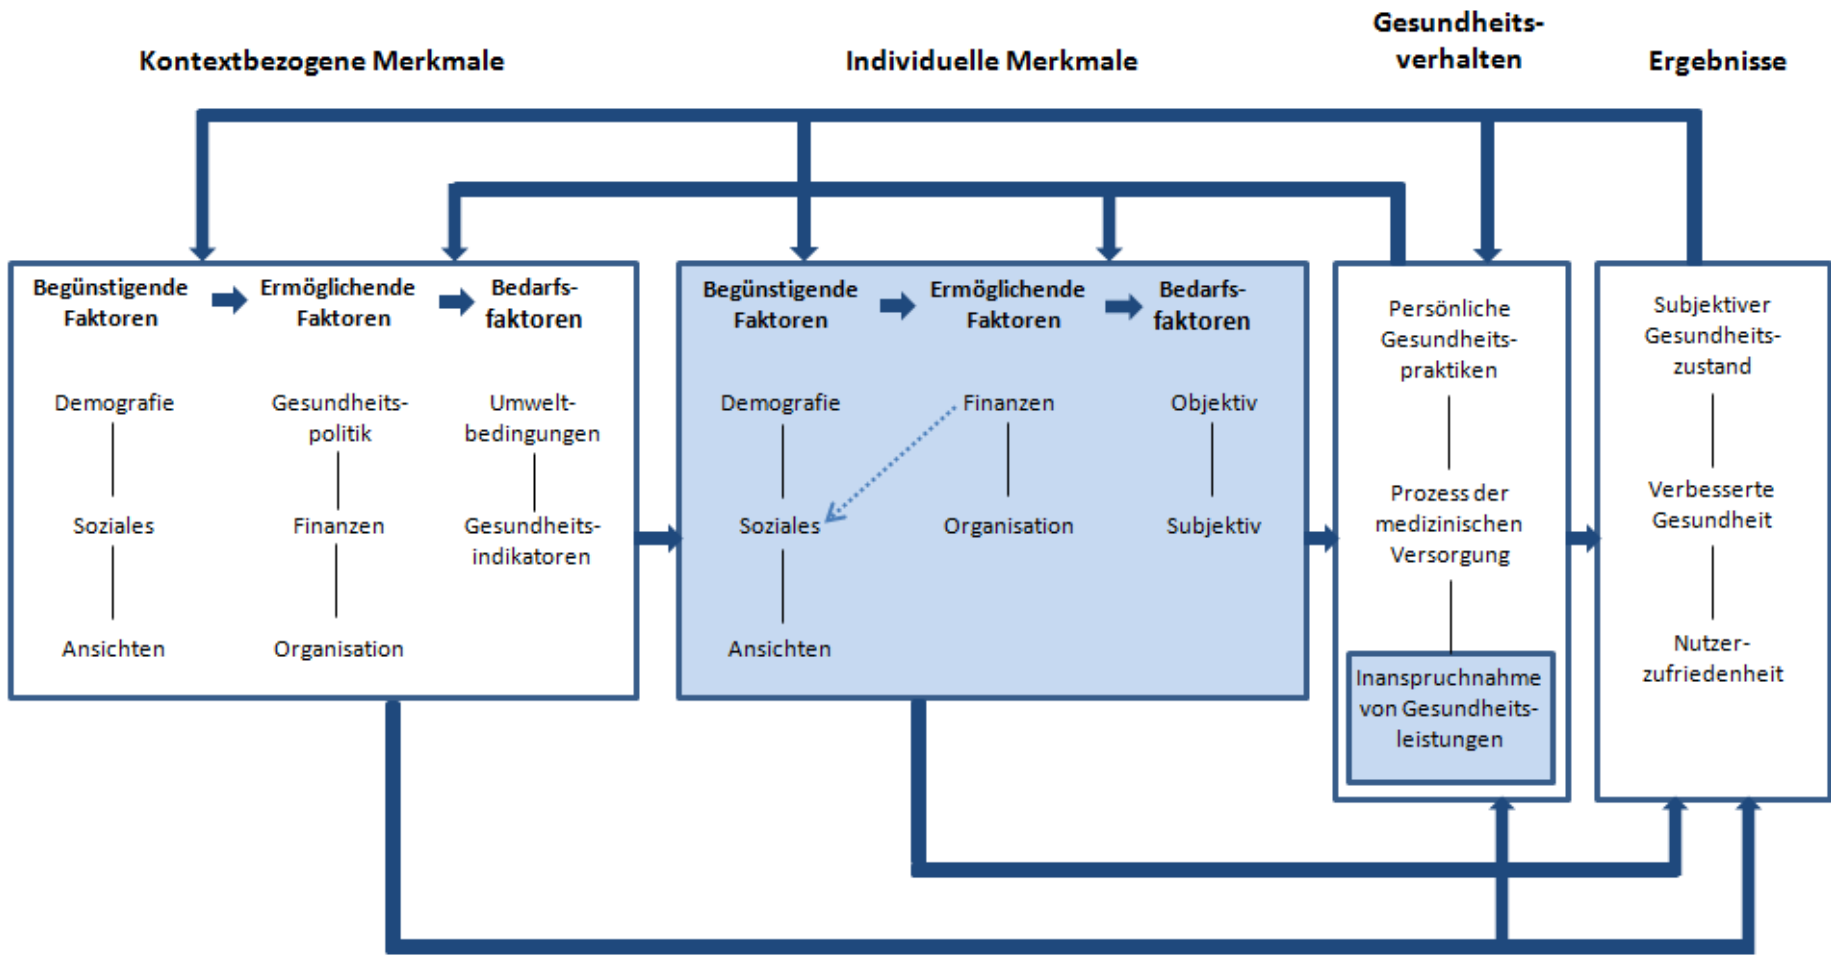 Kontextbezogene Merkmale
Individuelle Merkmale
Gesundheits-
verhalten
Ergebnisse
Begünstigende
Faktoren
Ermöglichende
Faktoren
Bedarfs-
faktoren
Demografie
Soziales
Ansichten
Gesundheits-
politik
Finanzen
Organisation
Umwelt-
bedingungen
Gesundheits-
indikatoren
Begünstigende
Faktoren
Ermöglichende
Faktoren
Bedarfs-
faktoren
Demografie
Soziales
Ansichten
Finanzen
Organisation
Objektiv
Subjektiv
Persönliche
Gesundheits-
praktiken
Prozess der
medizinischen
Versorgung
Inanspruchnahme
von Gesundheits-
leistungen
Subjektiver
Gesundheits-
zustand
Verbesserte
Gesundheit
Nutzer-
zufriedenheit